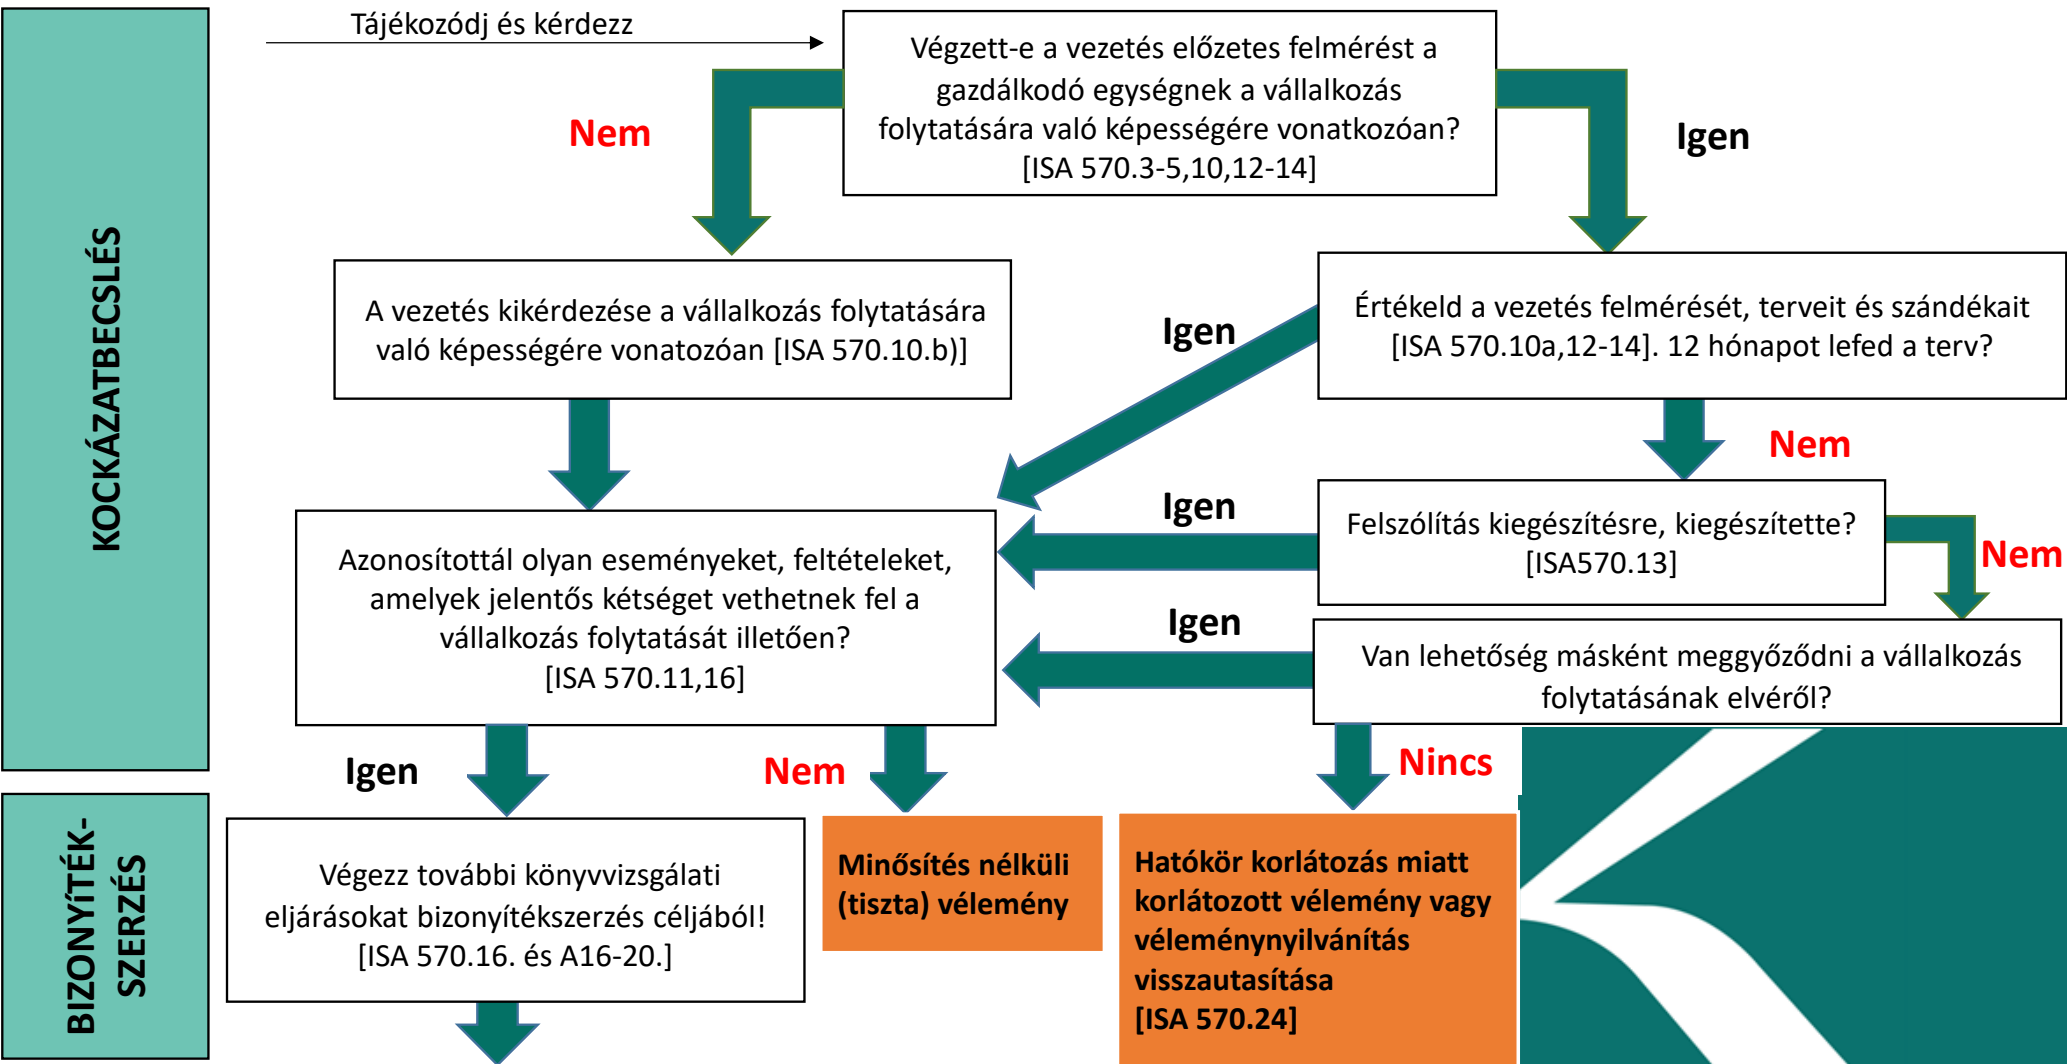 Tájékozódj és kérdezz
Végzett-e a vezetés előzetes felmérést a
gazdálkodó egységnek a vállalkozás
folytatására való képességére vonatkozóan?
[ISA 570.3-5,10,12-14]
Nem
Igen
KOCKÁZATBECSLÉS
A vezetés kikérdezése a vállalkozás folytatására
való képességére vonatozóan [ISA 570.10.b)]
Igen
Értékeld a vezetés felmérését, terveit és szándékait
[ISA 570.10a,12-14]. 12 hónapot lefed a terv?
Nem
Igen
Felszólítás kiegészítésre, kiegészítette?
[ISA570.13]
Nem
Azonosítottál olyan eseményeket, feltételeket,
amelyek jelentős kétséget vethetnek fel a
vállalkozás folytatását illetően?
[ISA 570.11,16]
Igen
Van lehetőség másként meggyőződni a vállalkozás
folytatásának elvéről?
Igen
Nem
Nincs
BIZONYíTÉK-
SZERZÉS
Végezz további könyvvizsgálati
eljárásokat bizonyítékszerzés céljából!
[ISA 570.16. és A16-20.]
Minősítés nélküli
(tiszta) vélemény
Hatókör korlátozás miatt
korlátozott vélemény vagy
véleménynyilvánítás
visszautasítása
[ISA 570.24]